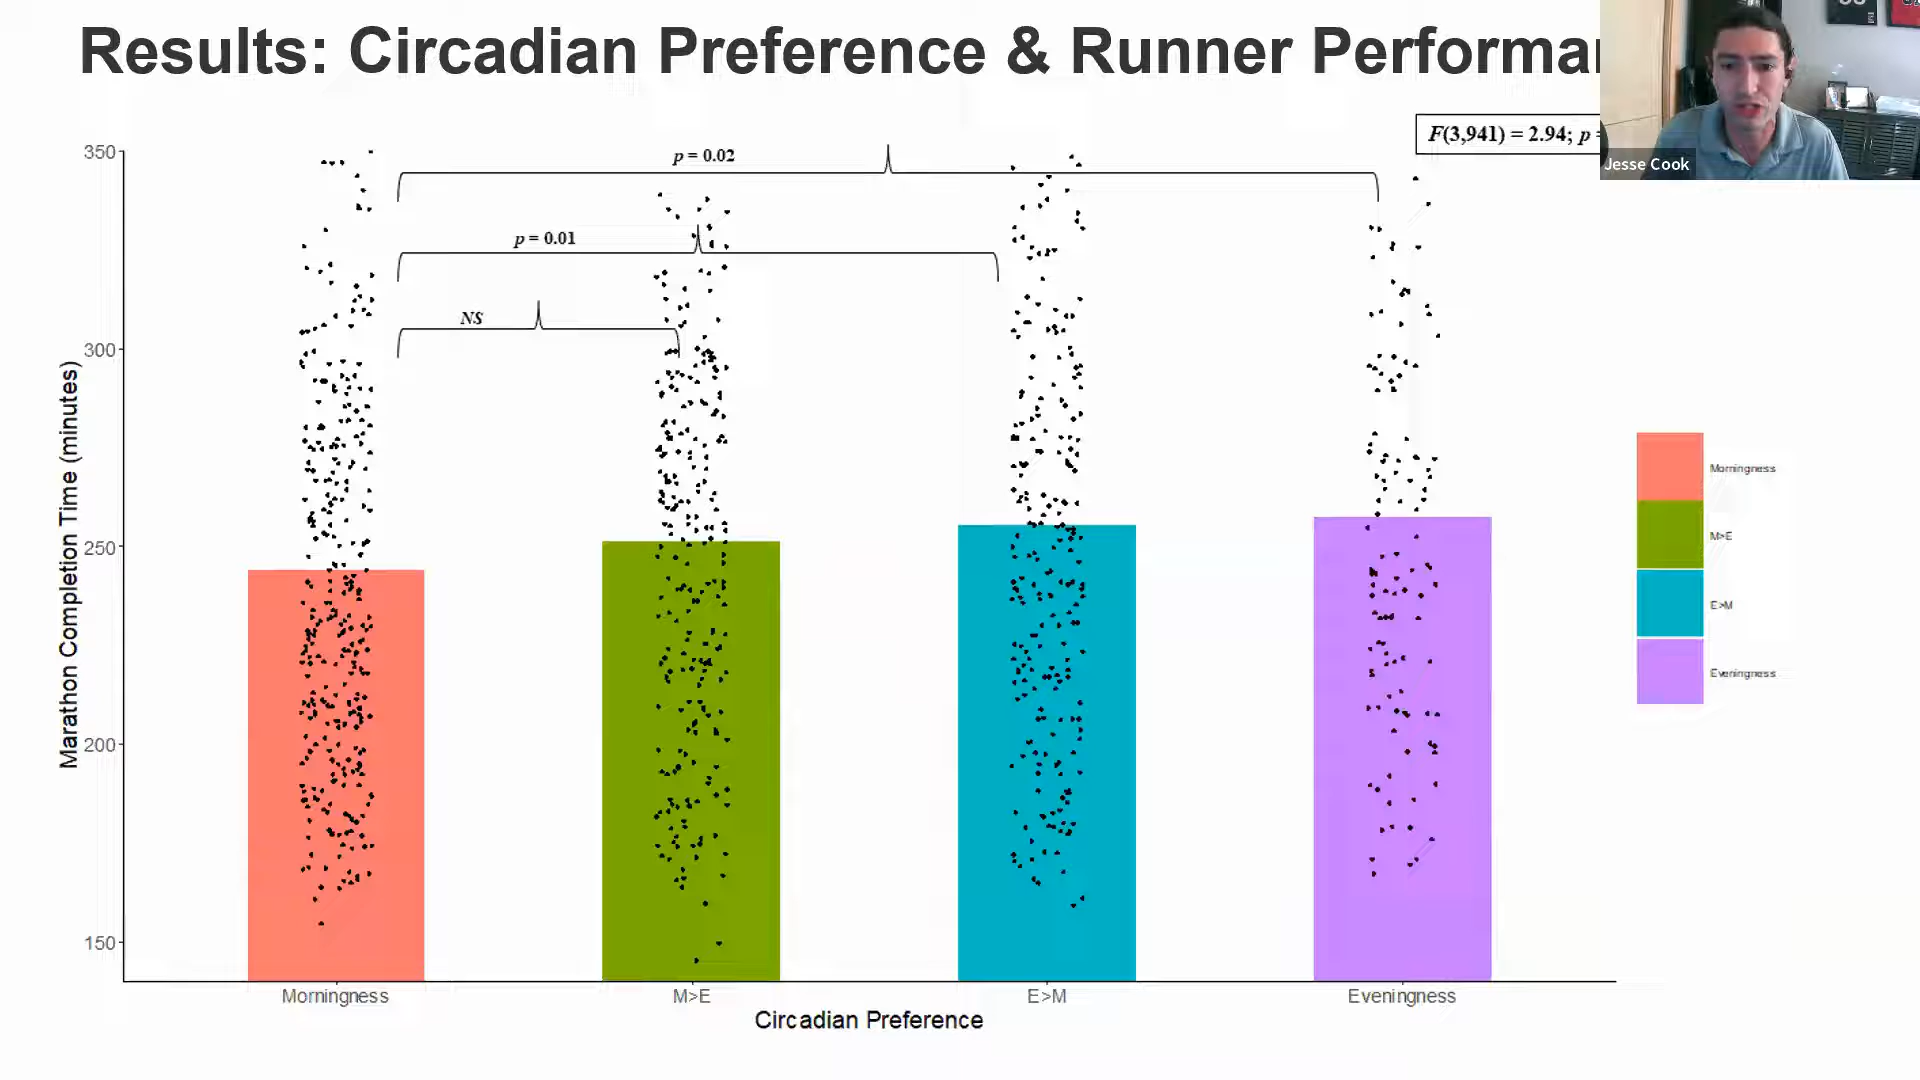 Results: Circadian Preference & Runner Performa
F(3,941) = 2.94; p
Jesse Cook
350
p = 0.02
p = 0.01
NS
300
250
200
150
Marathon Completion Time (minutes)
Morningness
M>E
E>M
Eveningness
Morningness
M>E
E>M
Eveningness
Circadian Preference